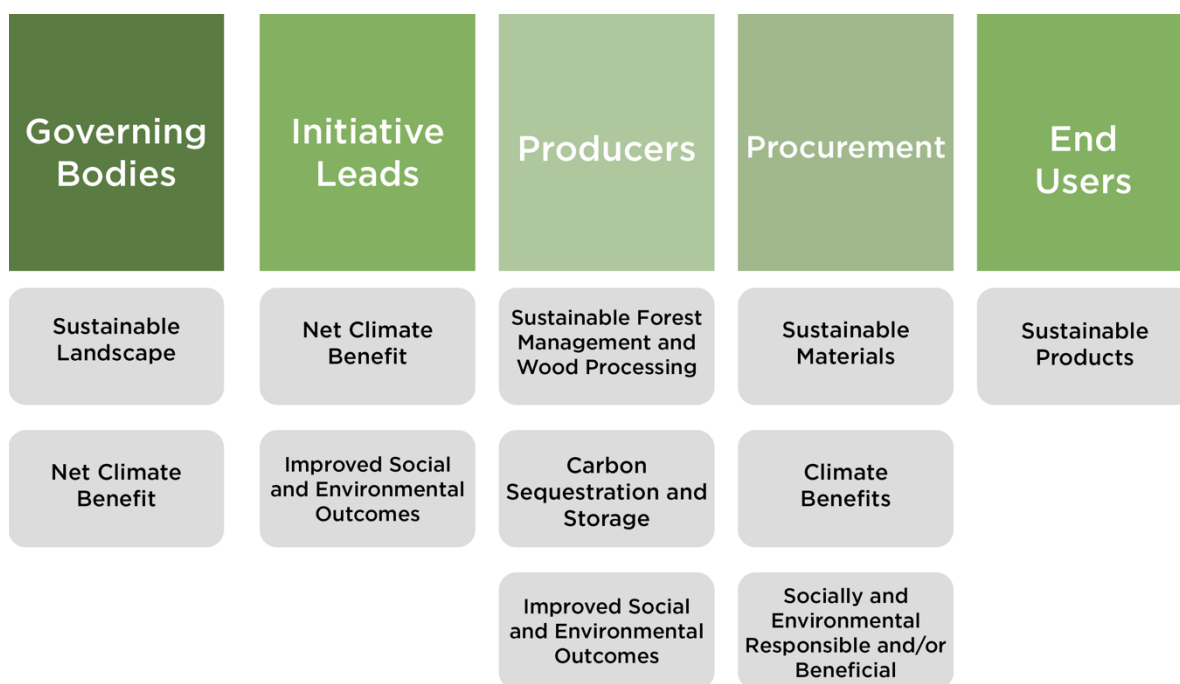 Governing
Bodies
Initiative
Leads
Producers
Procurement
End
Users
Sustainable
Landscape
Net Climate
Benefit
Sustainable Forest
Management and
Wood Processing
Sustainable
Materials
Sustainable
Products
Net Climate
Benefit
Improved Social
and Environmental
Outcomes
Carbon
Sequestration and
Storage
Climate
Benefits
Improved Social
and Environmental
Outcomes
Socially and
Environmental
Responsible and/or
Beneficial